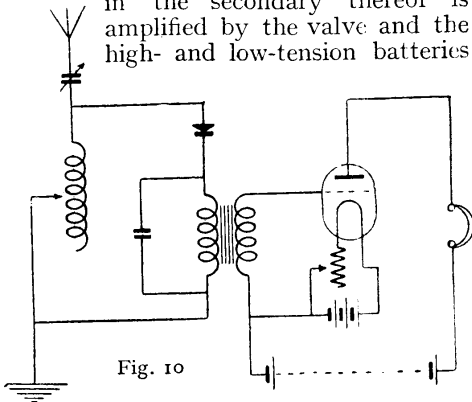 in the secondary thereof is
amplified by the valve and the
high- and low-tension batteries
Fig. 10